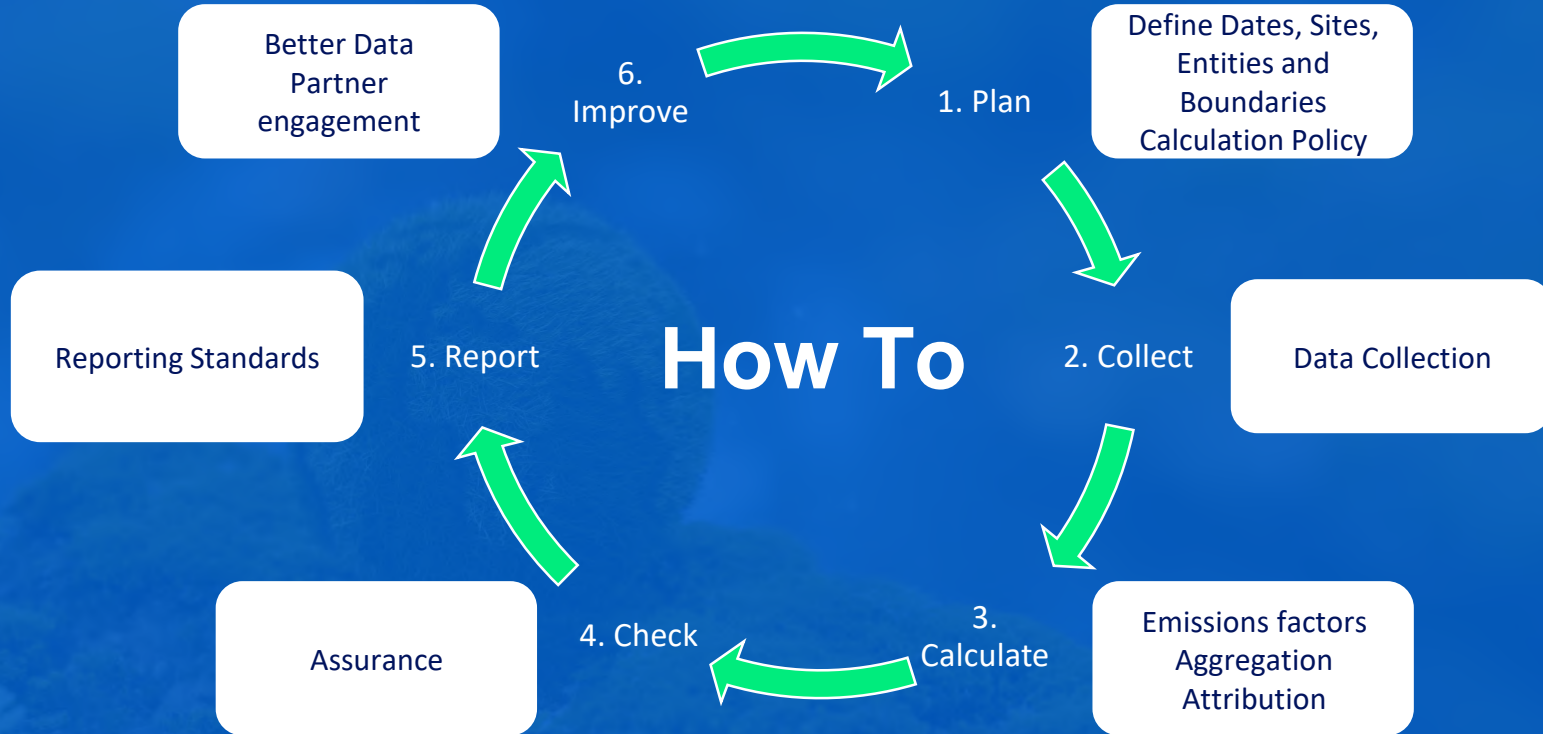 Better Data
Partner
engagement
6.
Improve
1. Plan
Define Dates, Sites,
Entities and
Boundaries
Calculation Policy
Reporting Standards
5. Report
How To
2. Collect
Data Collection
Assurance
4. Check
3.
Calculate
Emissions factors
Aggregation
Attribution